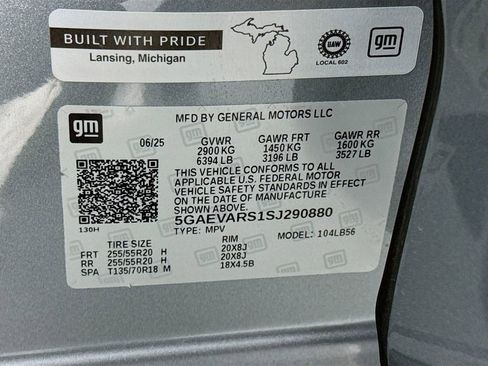 BUILT WITH PRIDE
Lansing, Michigan
UAW
LOCAL 602
gm
gm
MFD BY GENERAL MOTORS LLC
06/25 GVWR GAWR FRT GAWR RR
2900 KG 1450 KG 1600 KG
6394 LB 3196 LB 3527 LB
THIS VEHICLE CONFORMS TO ALL
APPLICABLE U.S. FEDERAL MOTOR
VEHICLE SAFETY STANDARDS IN EFFECT
ON THE DATE OF MANUFACTURE
SHOWN ABOVE.
5GAEVARS1SJ290880
TYPE: MPV MODEL: 104LB56
130H
TIRE SIZE RIM
FRT 255/55R20 H 20X8J
RR 255/55R20 H 20X8J
SPA T135/70R18 M 18X4.5B